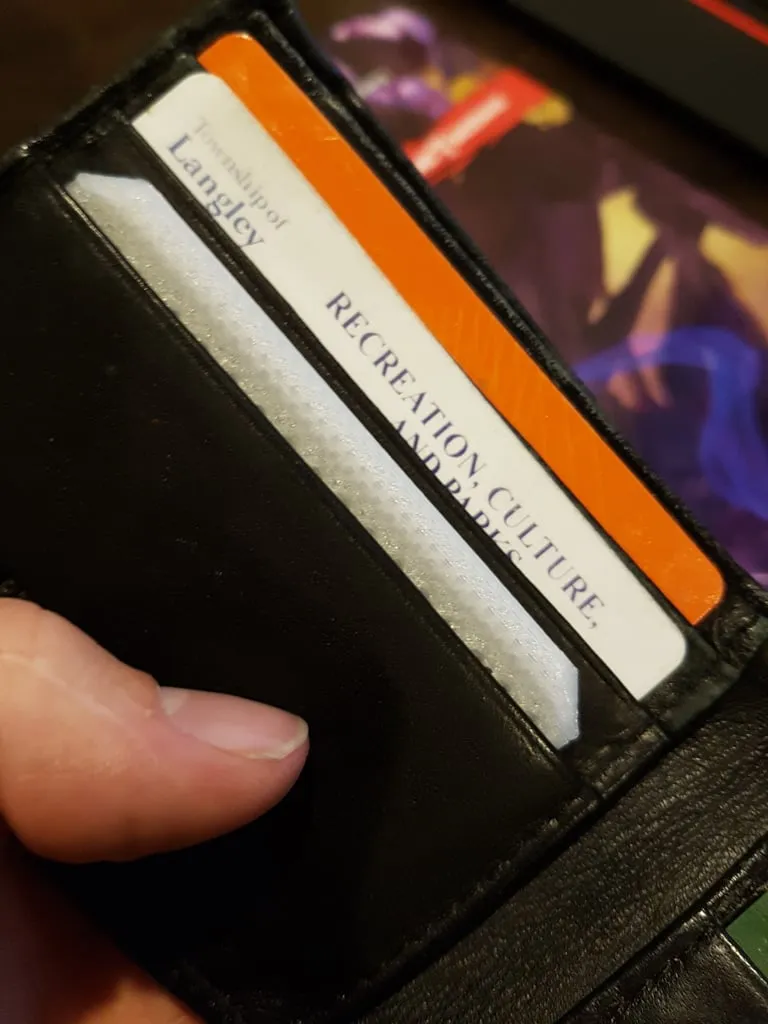 Township of
Langley
RECREATION, CULTURE,
AND PARKS